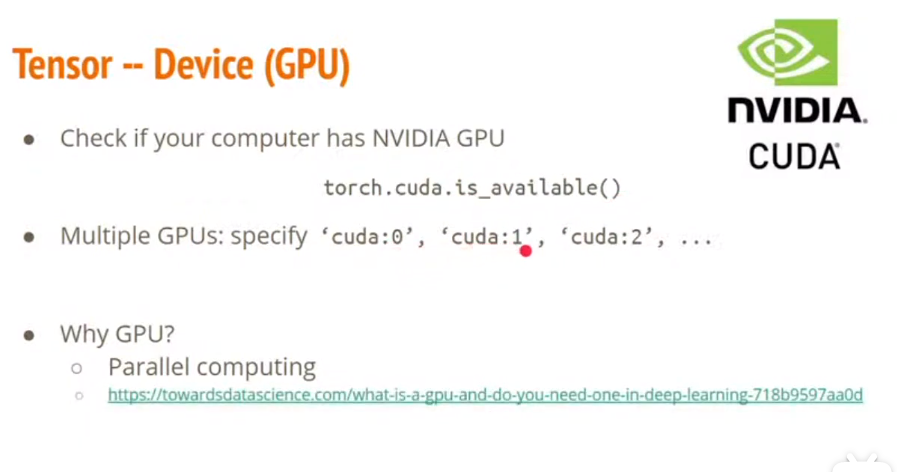 Tensor -- Device (GPU)
NVIDIA.
CUDA®
● Check if your computer has NVIDIA GPU
torch.cuda.is_available()
● Multiple GPUs: specify ‘cuda:0’, ‘cuda:1’, ‘cuda:2’, ...
● Why GPU?
○ Parallel computing
○ https://towardsdatascience.com/what-is-a-gpu-and-do-you-need-one-in-deep-learning-718b9597aa0d